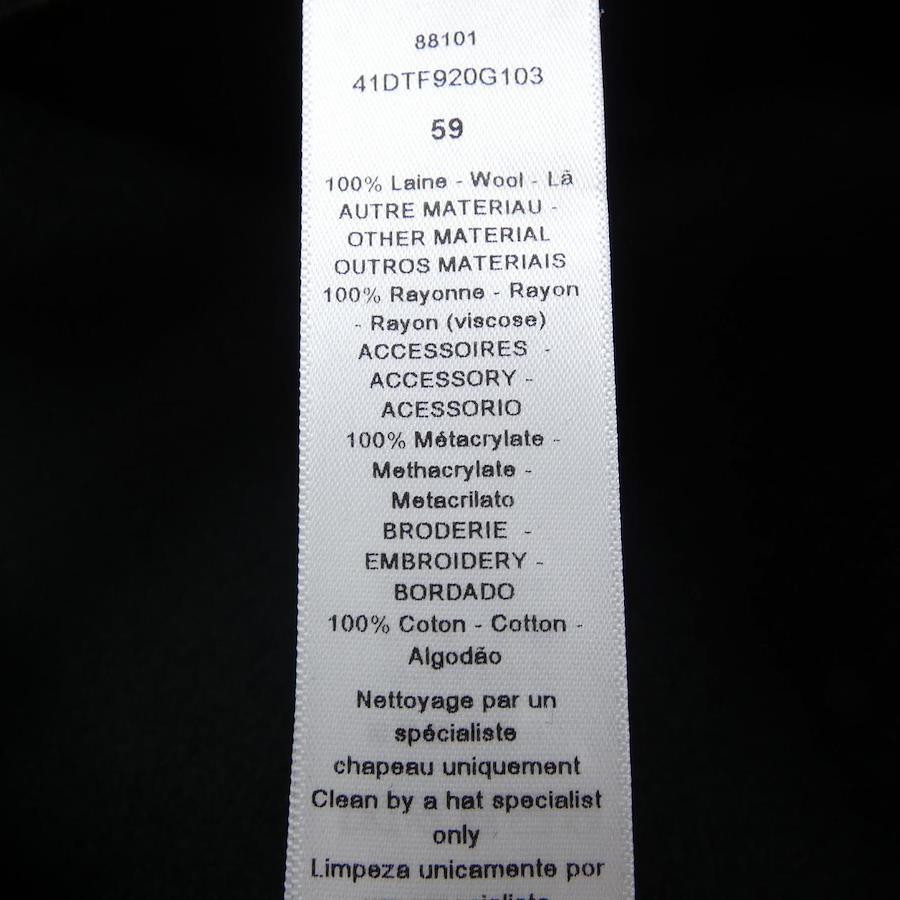 88101
41DTF920G103
59
100% Laine - Wool - Lã
AUTRE MATERIAU -
OTHER MATERIAL
OUTROS MATERIAIS
100% Rayonne - Rayon
- Rayon (viscose)
ACCESSOIRES -
ACCESSORY -
ACESSORIO
100% Métacrylate -
Methacrylate -
Metacrilato
BRODERIE -
EMBROIDERY -
BORDADO
100% Coton - Cotton -
Algodão
Nettoyage par un
spécialiste
chapeau uniquement
Clean by a hat specialist
only
Limpeza unicamente por